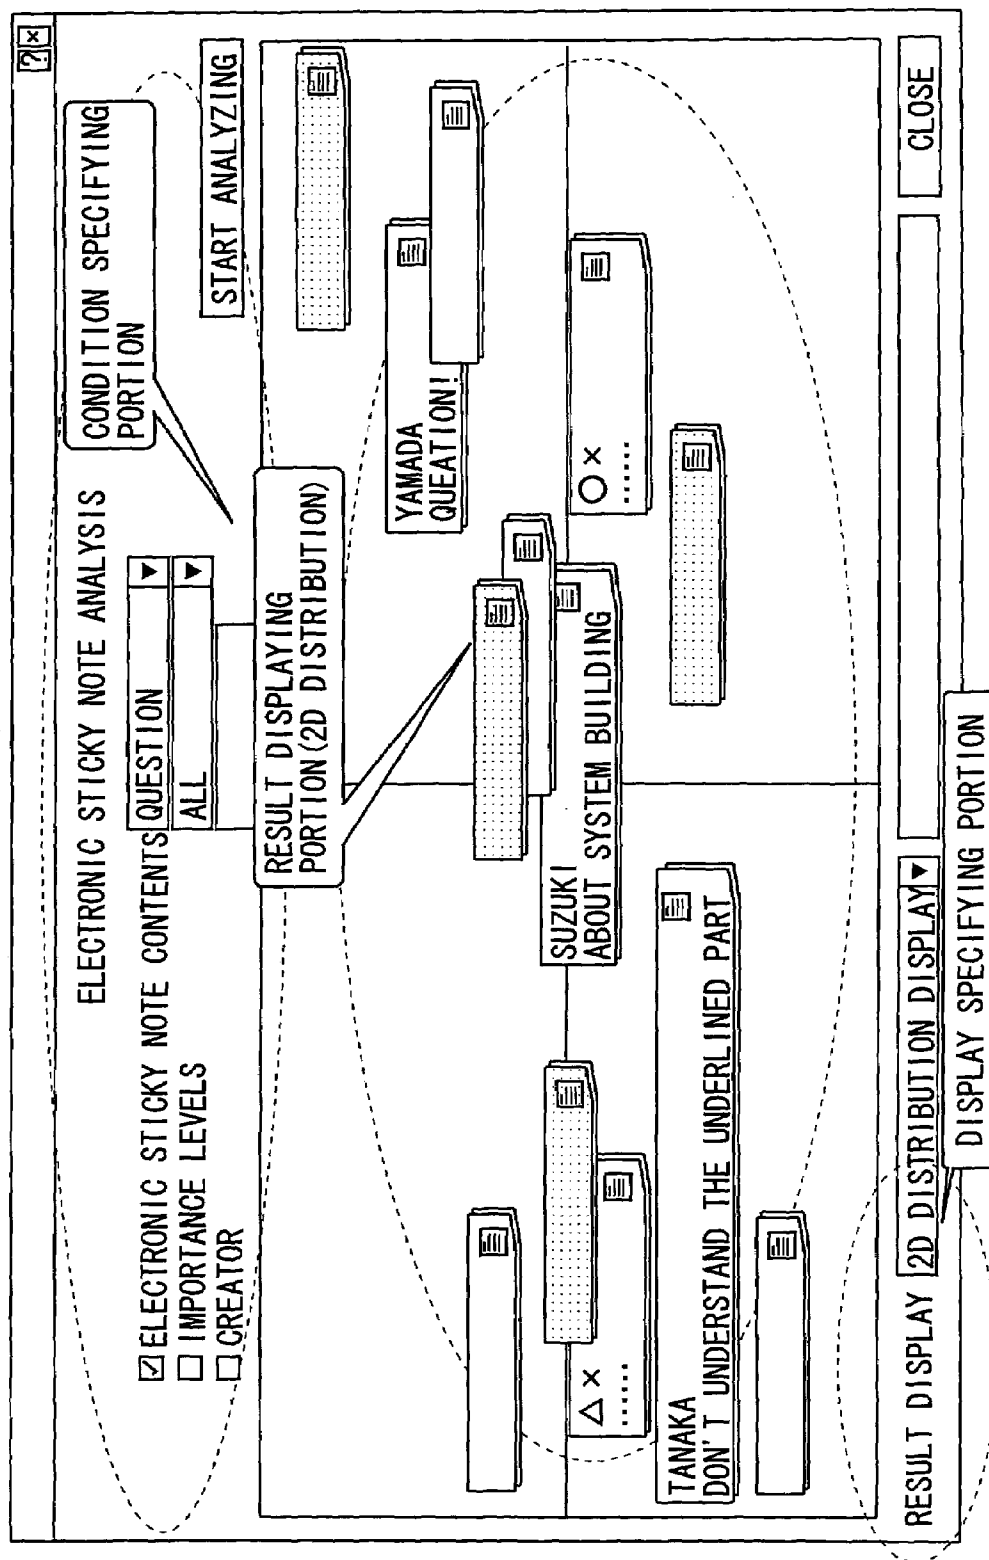 ? ×
ELECTRONIC STICKY NOTE ANALYSIS
CONDITION SPECIFYING
PORTION
☑ ELECTRONIC STICKY NOTE CONTENTS QUESTION ▼
☐ IMPORTANCE LEVELS ALL ▼
☐ CREATOR
START ANALYZING
RESULT DISPLAYING
PORTION(2D DISTRIBUTION)
YAMADA
QUEATION!
SUZUKI
ABOUT SYSTEM BUILDING
○ ×
......
△ ×
......
TANAKA
DON'T UNDERSTAND THE UNDERLINED PART
RESULT DISPLAY 2D DISTRIBUTION DISPLAY ▼
CLOSE
DISPLAY SPECIFYING PORTION